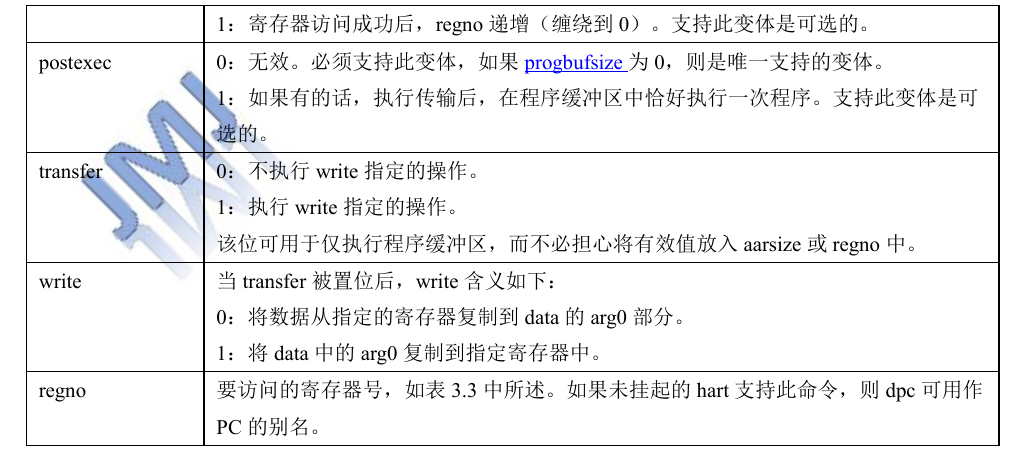 1：寄存器访问成功后，regno 递增（缠绕到 0）。支持此变体是可选的。
postexec
0：无效。必须支持此变体，如果 progbufsize 为 0，则是唯一支持的变体。
1：如果有的话，执行传输后，在程序缓冲区中恰好执行一次程序。支持此变体是可
选的。
transfer
0：不执行 write 指定的操作。
1：执行 write 指定的操作。
该位可用于仅执行程序缓冲区，而不必担心将有效值放入 aarsize 或 regno 中。
write
当 transfer 被置位后，write 含义如下：
0：将数据从指定的寄存器复制到 data 的 arg0 部分。
1：将 data 中的 arg0 复制到指定寄存器中。
regno
要访问的寄存器号，如表 3.3 中所述。如果未挂起的 hart 支持此命令，则 dpc 可用作
PC 的别名。
JMJ